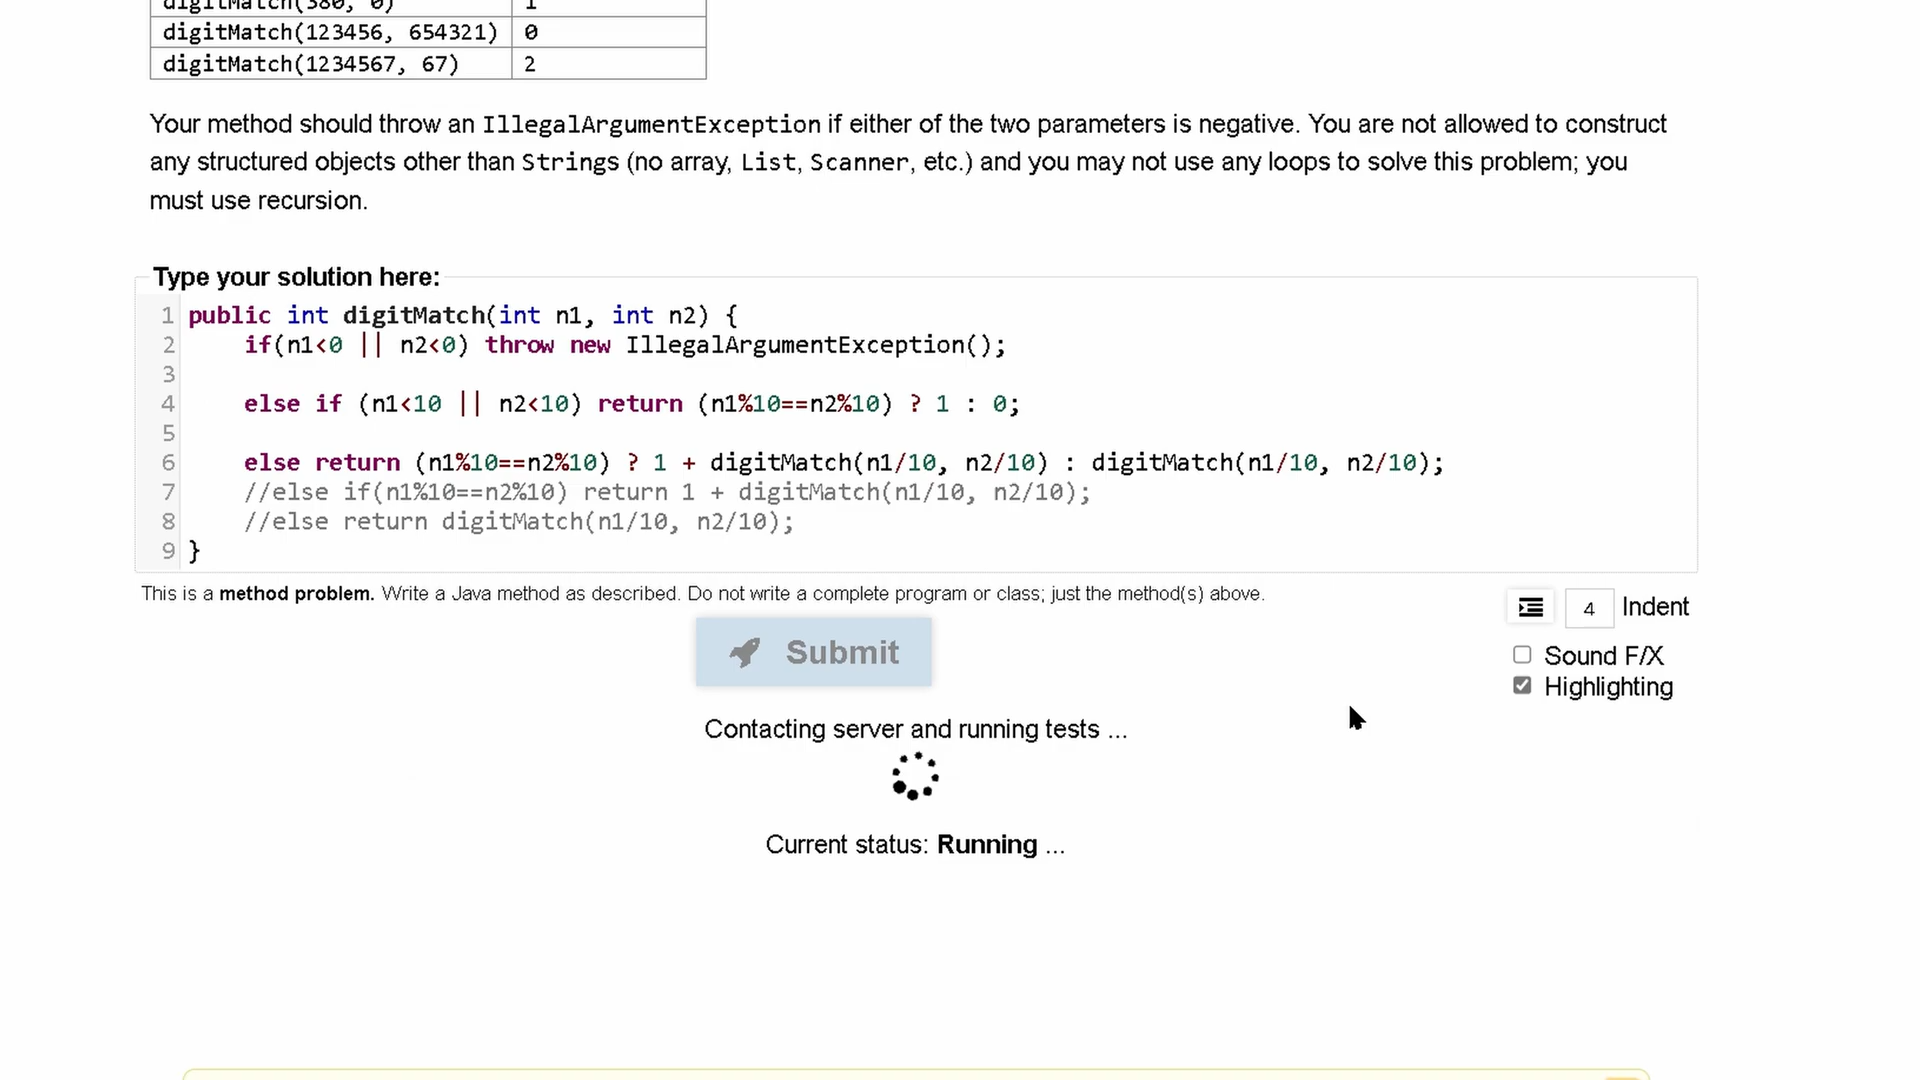 digitMatch(380, 0) 1
digitMatch(123456, 654321) 0
digitMatch(1234567, 67) 2
Your method should throw an IllegalArgumentException if either of the two parameters is negative. You are not allowed to construct
any structured objects other than Strings (no array, List, Scanner, etc.) and you may not use any loops to solve this problem; you
must use recursion.
Type your solution here:
1 public int digitMatch(int n1, int n2) {
2 if(n1<0 || n2<0) throw new IllegalArgumentException();
3
4 else if (n1<10 || n2<10) return (n1%10==n2%10) ? 1 : 0;
5
6 else return (n1%10==n2%10) ? 1 + digitMatch(n1/10, n2/10) : digitMatch(n1/10, n2/10);
7 //else if(n1%10==n2%10) return 1 + digitMatch(n1/10, n2/10);
8 //else return digitMatch(n1/10, n2/10);
9 }
This is a method problem. Write a Java method as described. Do not write a complete program or class; just the method(s) above.
4 Indent
Submit
Sound F/X
Highlighting
Contacting server and running tests ...
Current status: Running ...